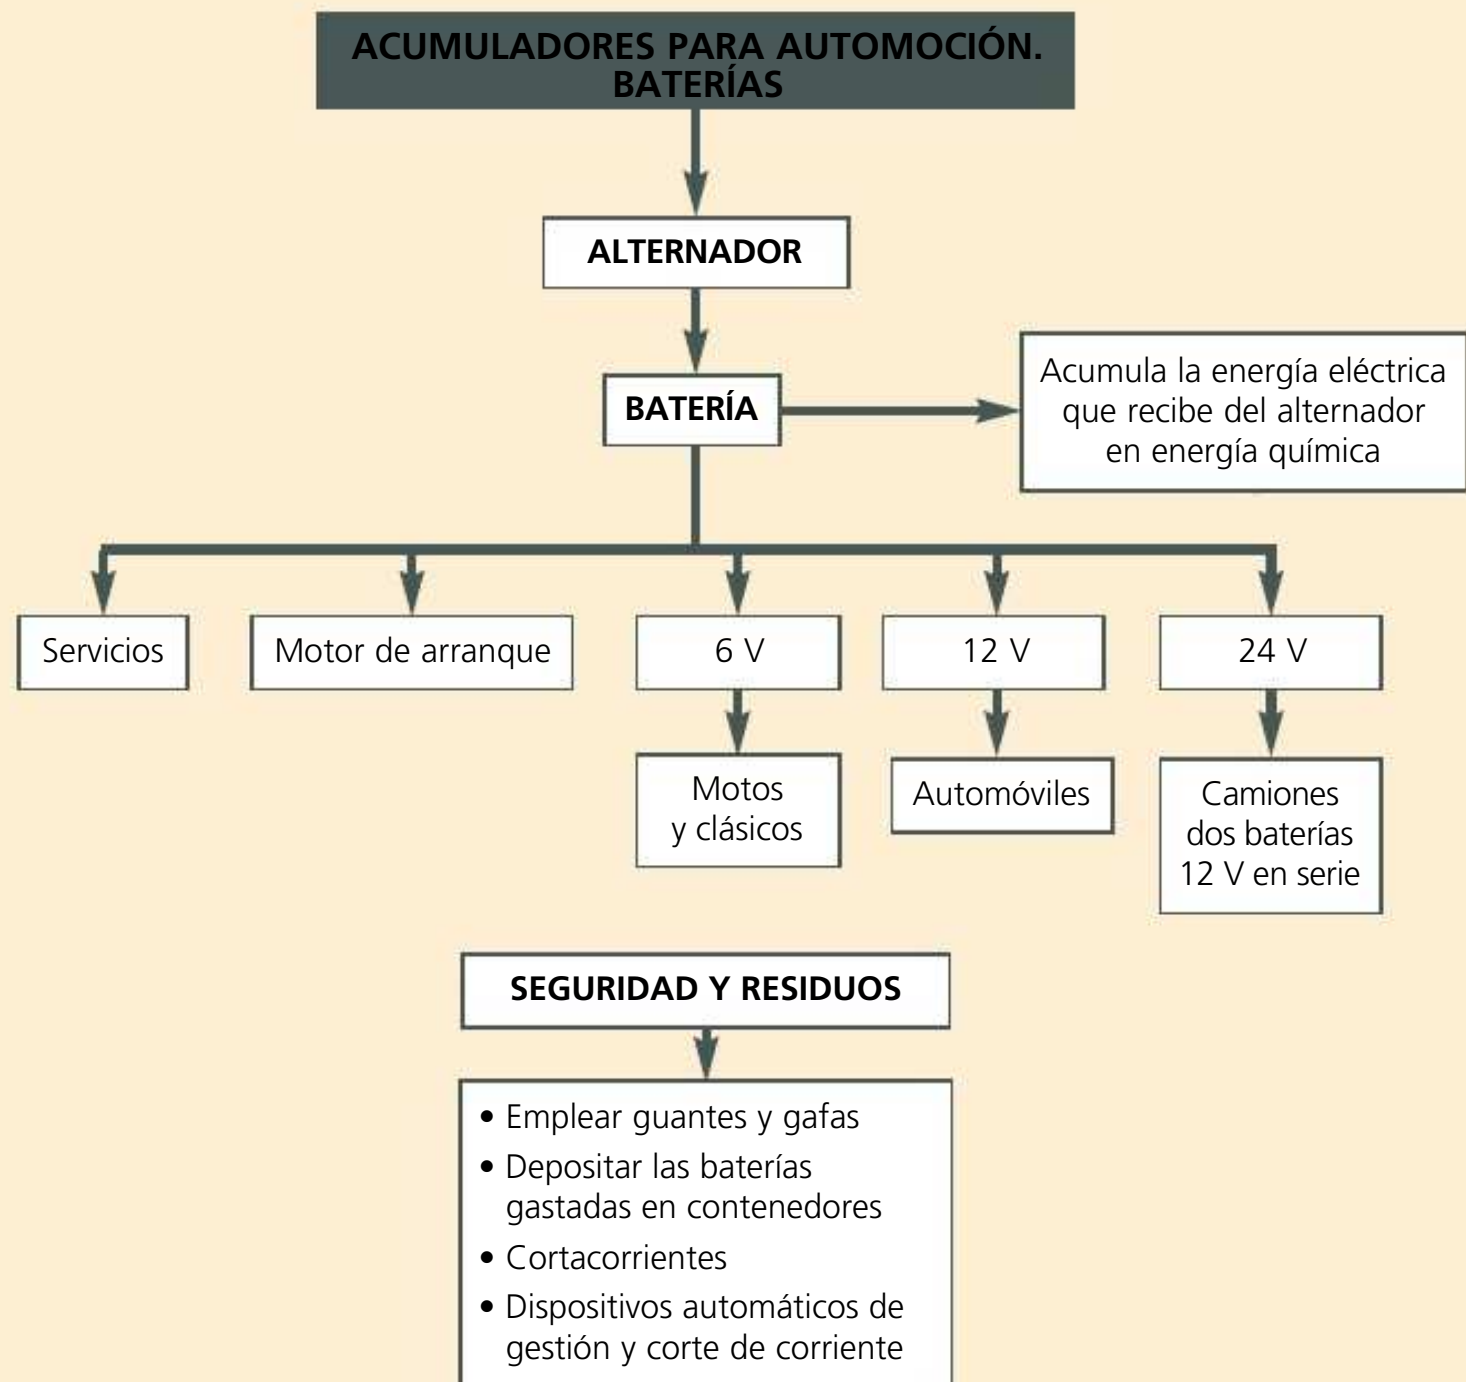 ACUMULADORES PARA AUTOMOCIÓN.
BATERÍAS
ALTERNADOR
BATERÍA
Acumula la energía eléctrica
que recibe del alternador
en energía química
Servicios
Motor de arranque
6 V
12 V
24 V
Motos
y clásicos
Automóviles
Camiones
dos baterías
12 V en serie
SEGURIDAD Y RESIDUOS
• Emplear guantes y gafas
• Depositar las baterías
gastadas en contenedores
• Cortacorrientes
• Dispositivos automáticos de
gestión y corte de corriente